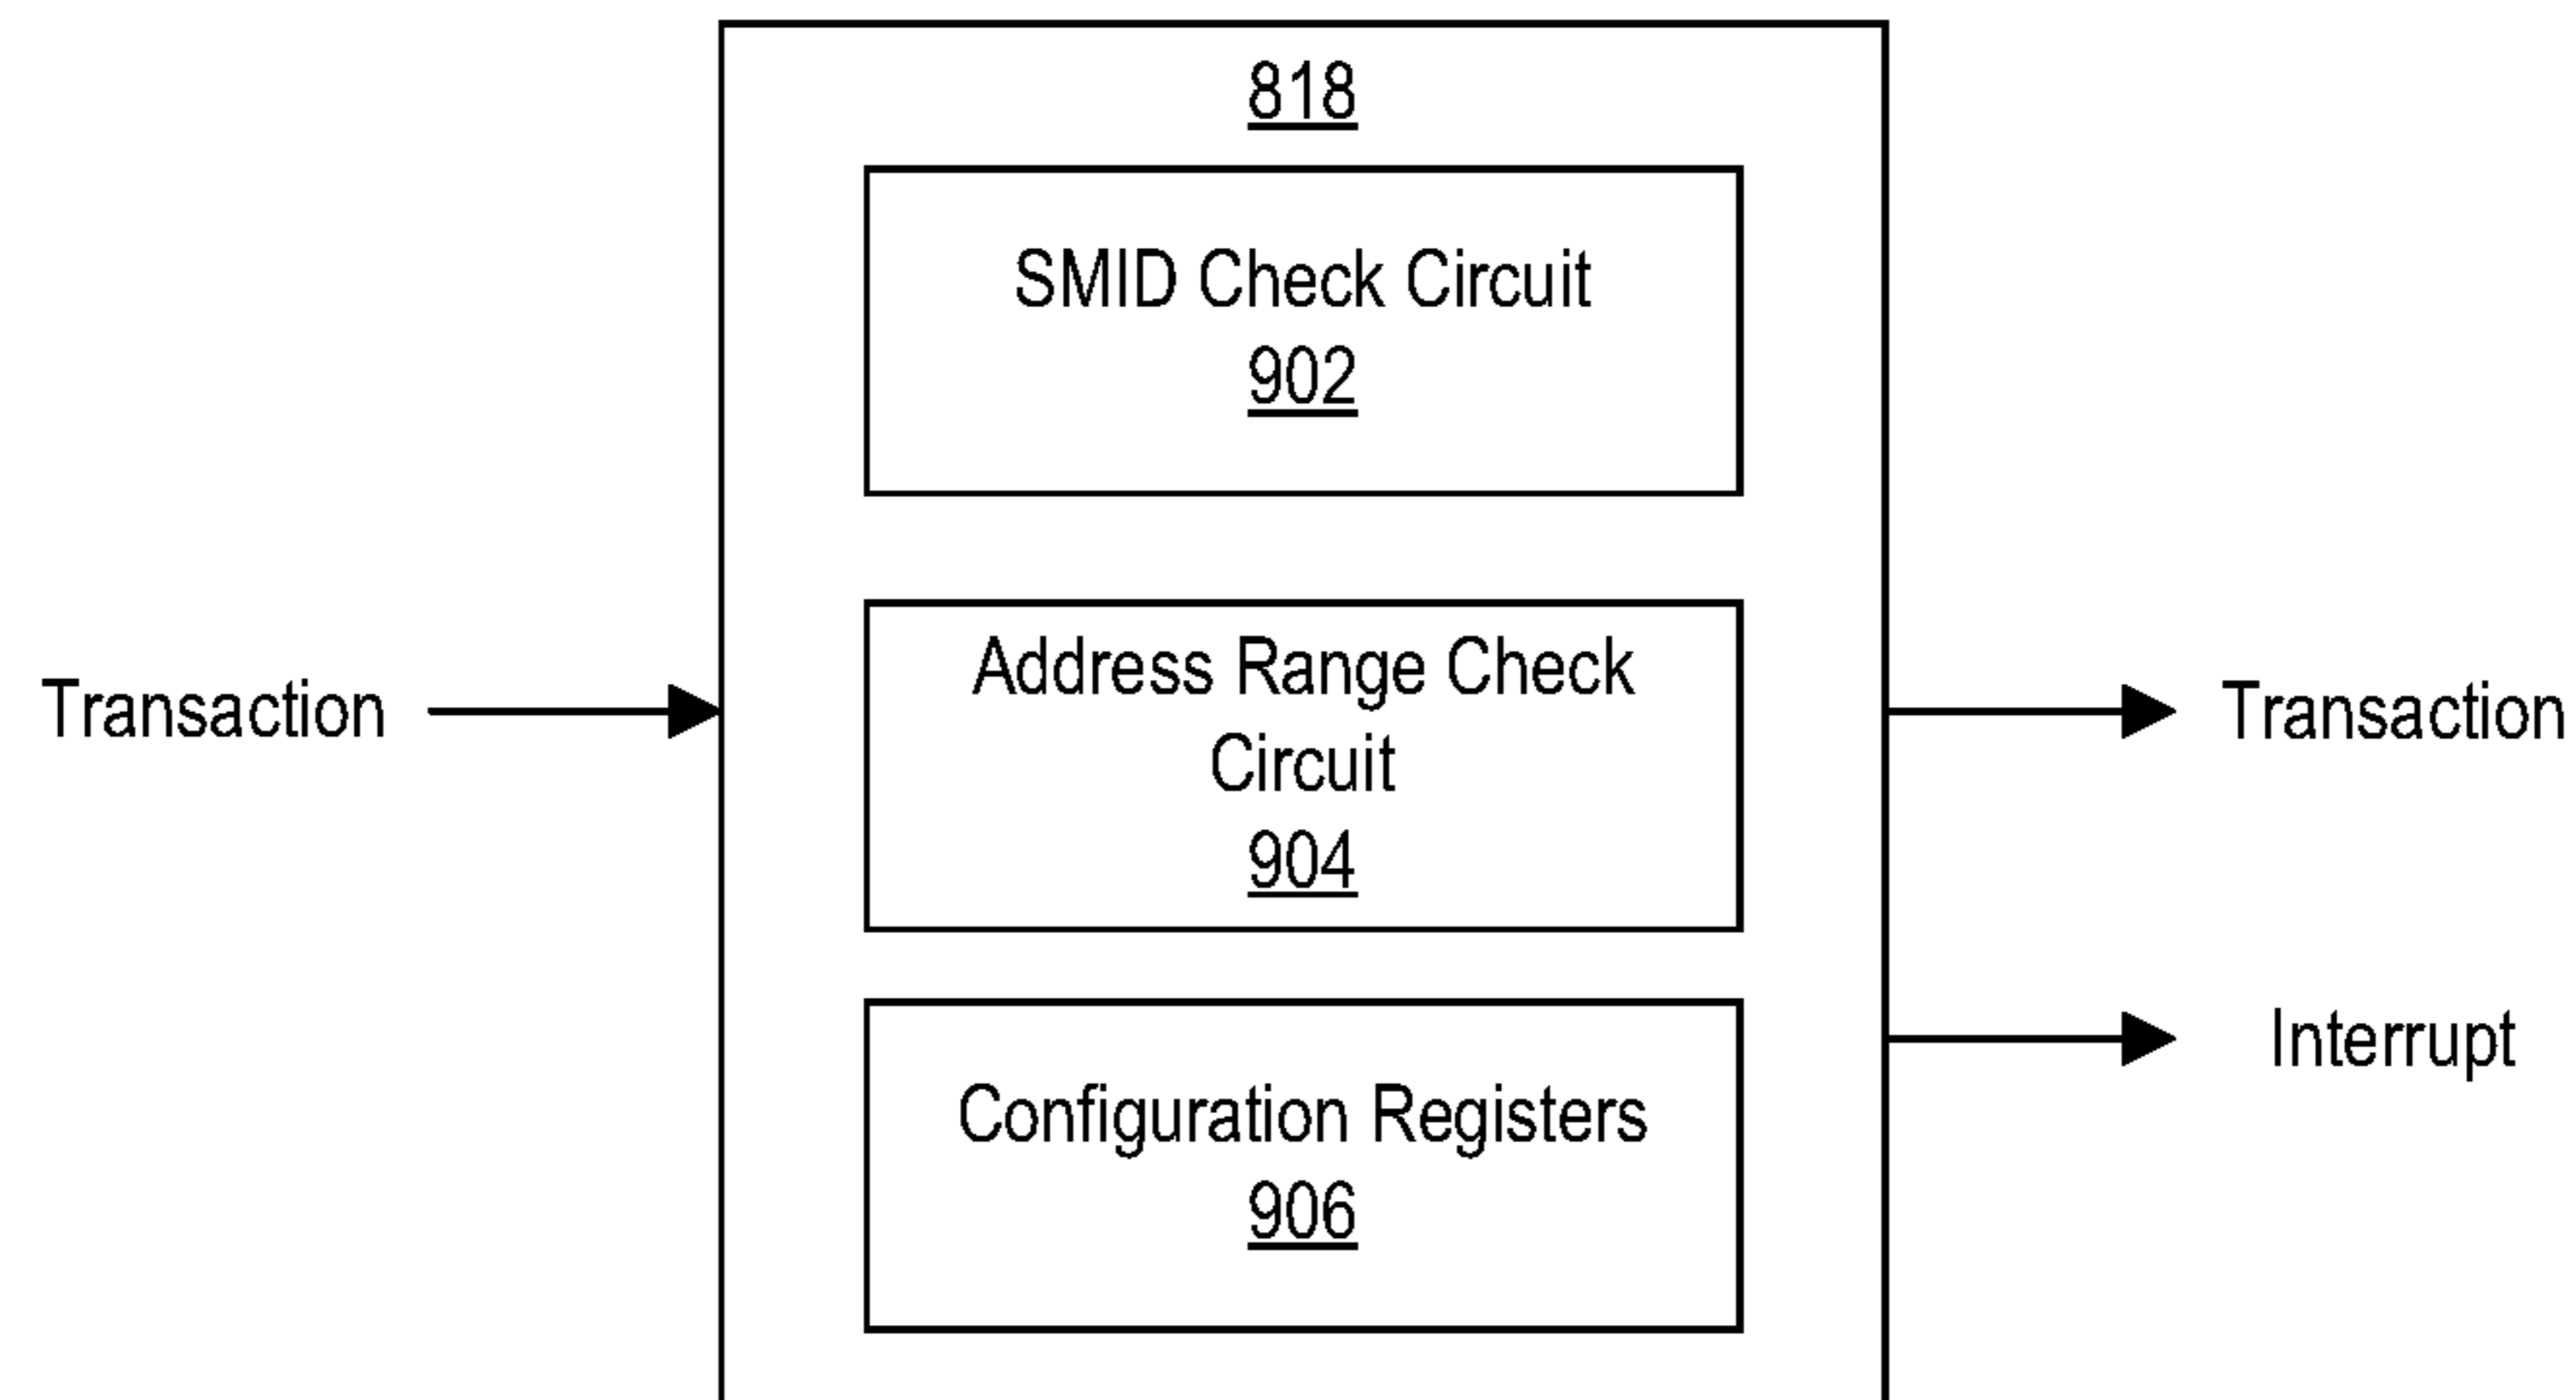 818
SMID Check Circuit
902
Address Range Check
Circuit
904
Configuration Registers
906
Transaction
Transaction
Interrupt